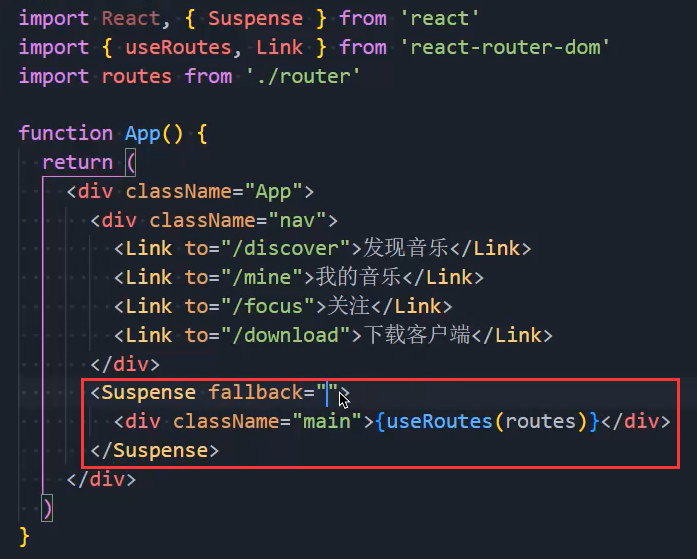 import React, { Suspense } from 'react'
import { useRoutes, Link } from 'react-router-dom'
import routes from './router'
function App() {
return (
<div className="App">
<div className="nav">
<Link to="/discover">发现音乐</Link>
<Link to="/mine">我的音乐</Link>
<Link to="/focus">关注</Link>
<Link to="/download">下载客户端</Link>
</div>
<Suspense fallback="">
<div className="main">{useRoutes(routes)}</div>
</Suspense>
</div>
)
}